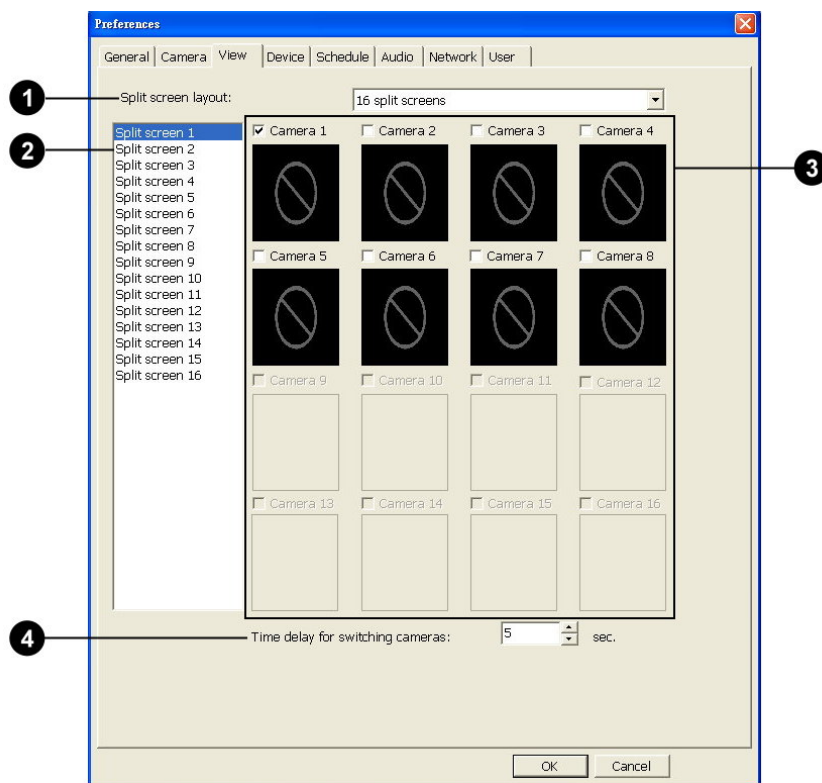 Preferences
General Camera View Device Schedule Audio Network User
1 Split screen layout: 16 split screens
2
3
Split screen 1
Split screen 2
Split screen 3
Split screen 4
Split screen 5
Split screen 6
Split screen 7
Split screen 8
Split screen 9
Split screen 10
Split screen 11
Split screen 12
Split screen 13
Split screen 14
Split screen 15
Split screen 16
Camera 1 Camera 2 Camera 3 Camera 4
Camera 5 Camera 6 Camera 7 Camera 8
Camera 9 Camera 10 Camera 11 Camera 12
Camera 13 Camera 14 Camera 15 Camera 16
4 Time delay for switching cameras: 5 sec.
OK Cancel